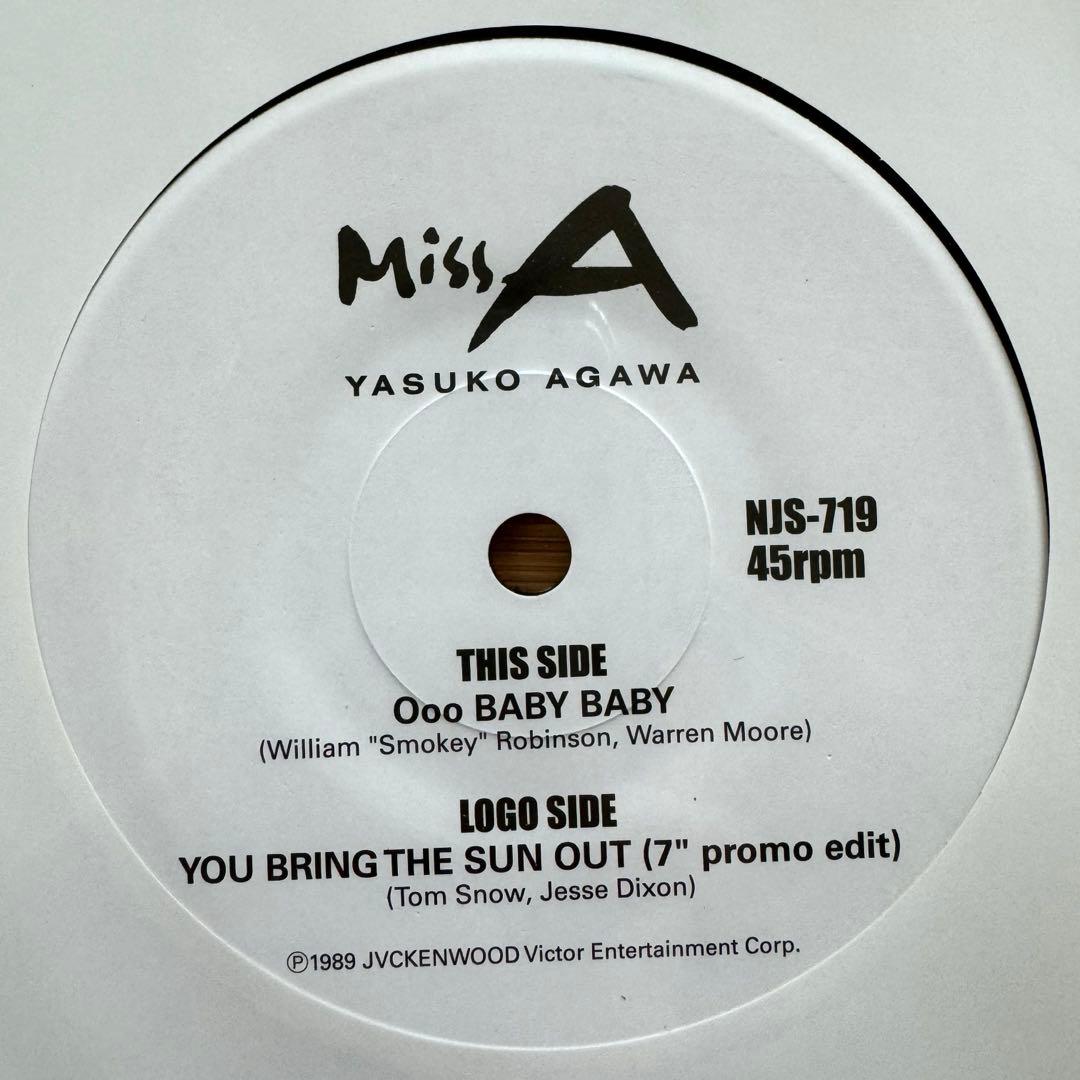 Miss A
YASUKO AGAWA
NJS-719
45rpm
THIS SIDE
Ooo BABY BABY
(William "Smokey" Robinson, Warren Moore)
LOGO SIDE
YOU BRING THE SUN OUT (7" promo edit)
(Tom Snow, Jesse Dixon)
℗1989 JVCKENWOOD Victor Entertainment Corp.